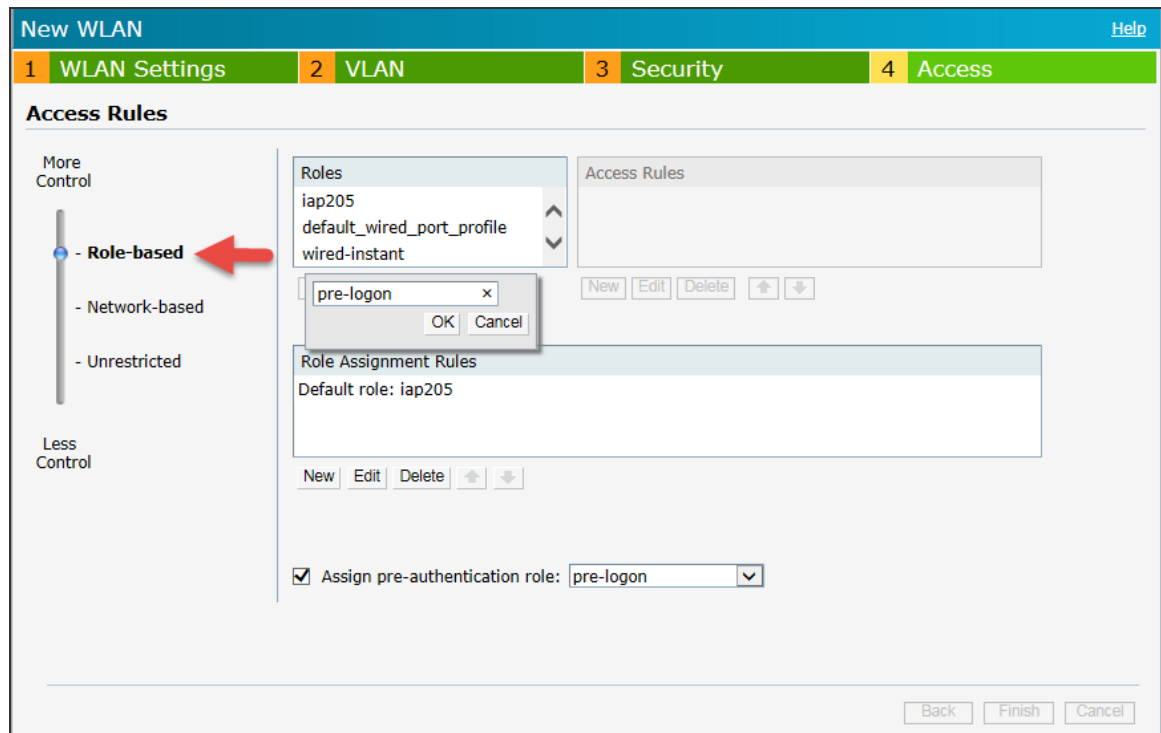 New WLAN
Help
1 WLAN Settings
2 VLAN
3 Security
4 Access
Access Rules
More
Control
- Role-based
- Network-based
- Unrestricted
Less
Control
Roles
iap205
default_wired_port_profile
wired-instant
Access Rules
New Edit Delete
pre-logon ×
OK Cancel
Role Assignment Rules
Default role: iap205
New Edit Delete
Assign pre-authentication role: pre-logon
Back Finish Cancel